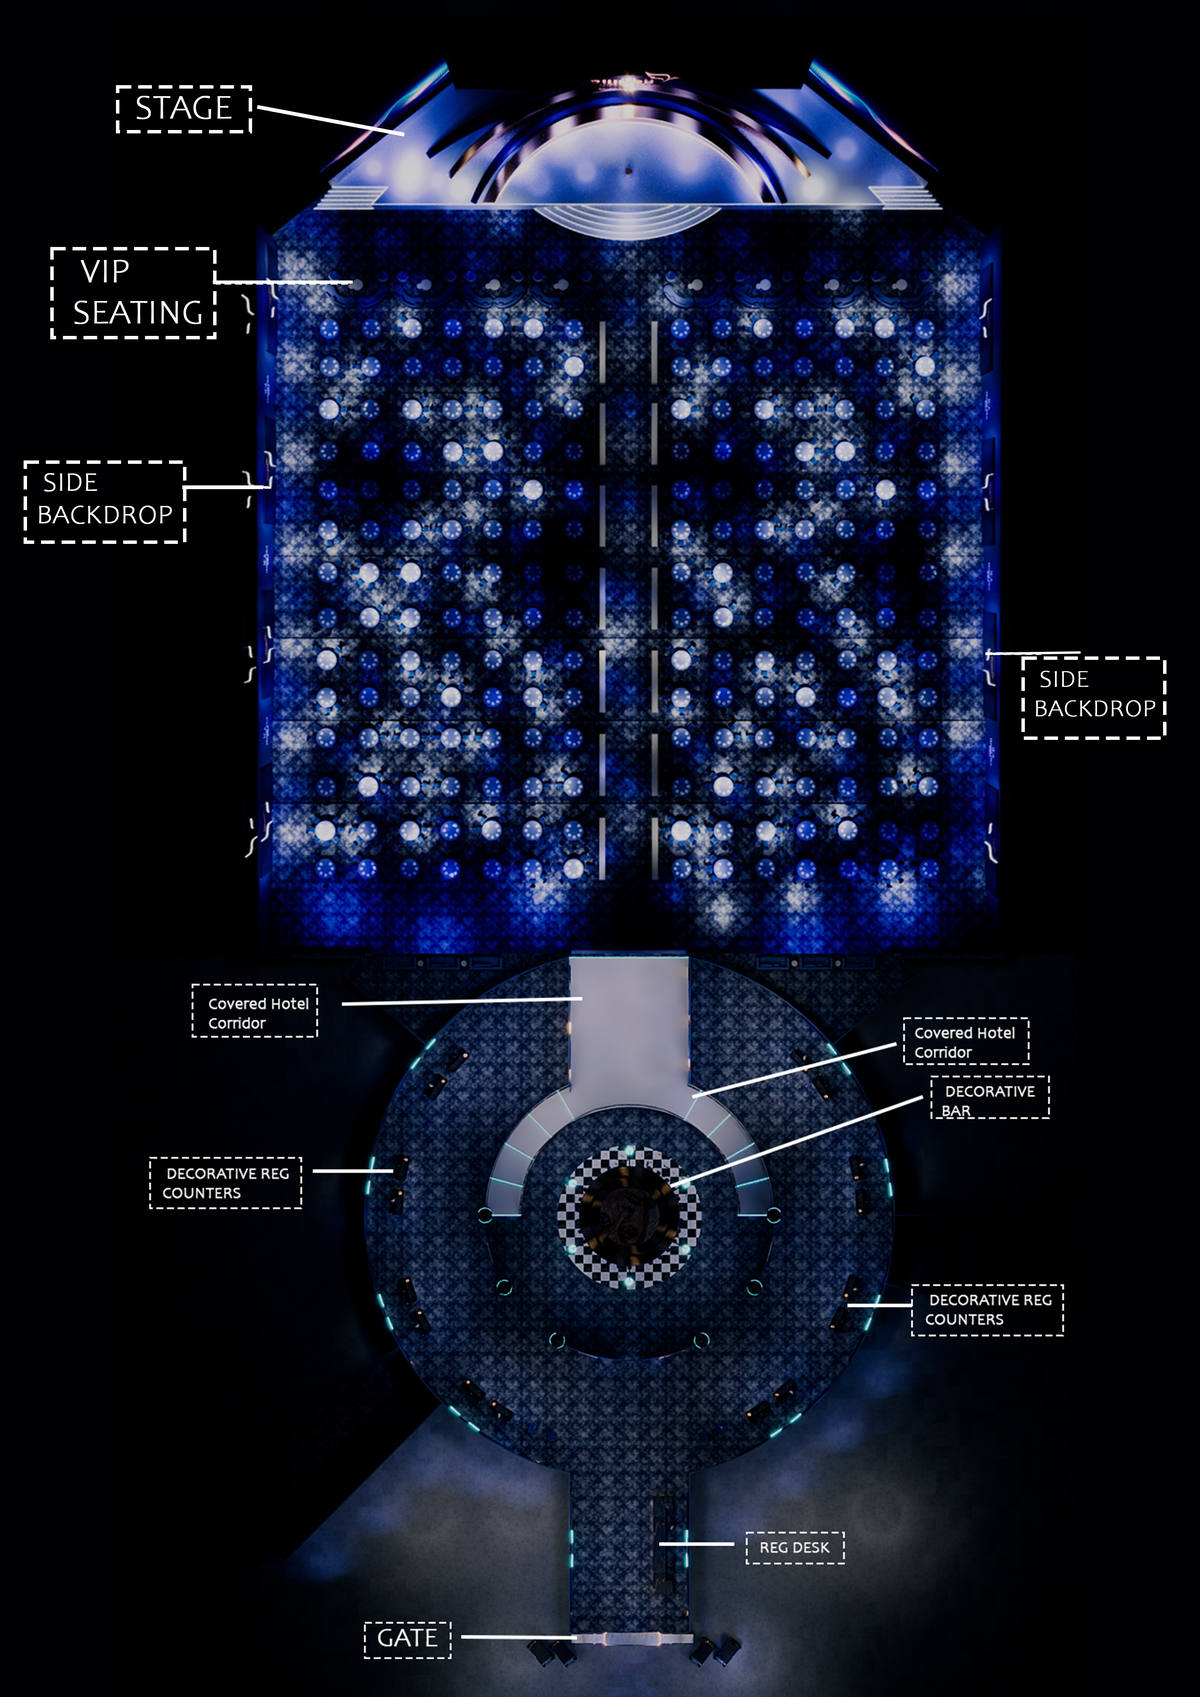 STAGE
VIP
SEATING
SIDE
BACKDROP
SIDE
BACKDROP
Covered Hotel
Corridor
Covered Hotel
Corridor
DECORATIVE
BAR
DECORATIVE REG
COUNTERS
DECORATIVE REG
COUNTERS
REG DESK
GATE